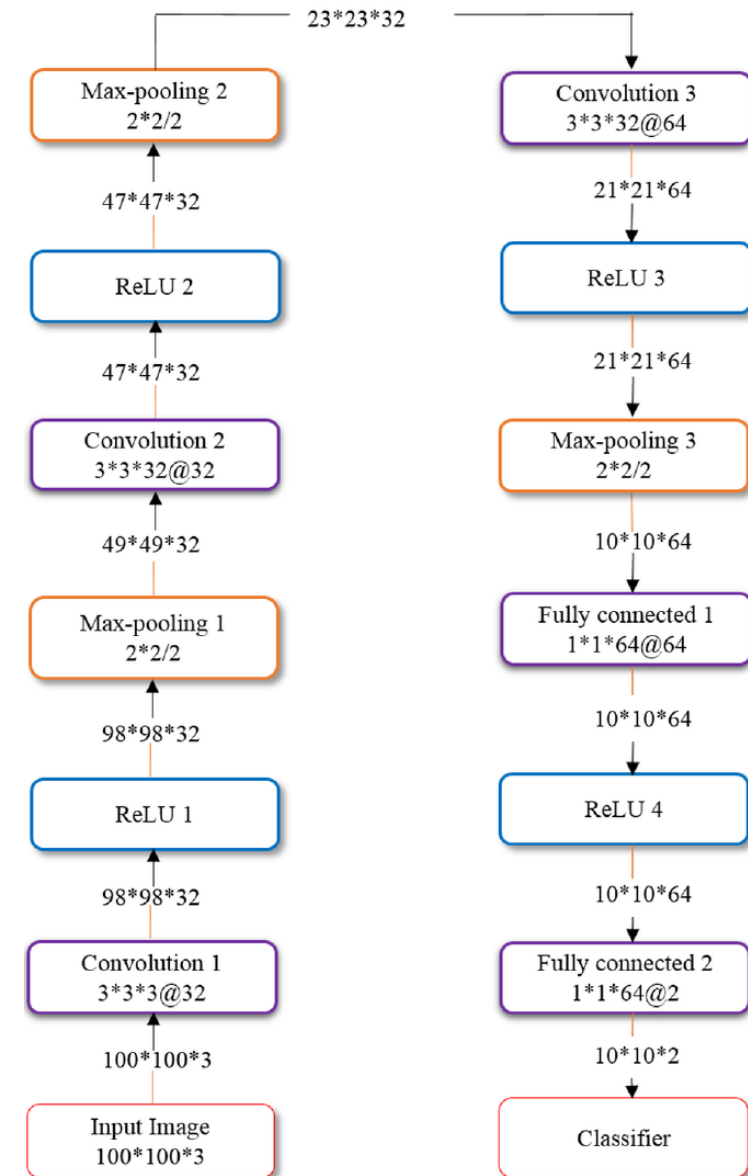 23*23*32
Max-pooling 2
2*2/2
47*47*32
ReLU 2
47*47*32
Convolution 2
3*3*32@32
49*49*32
Max-pooling 1
2*2/2
98*98*32
ReLU 1
98*98*32
Convolution 1
3*3*3@32
100*100*3
Input Image
100*100*3
Convolution 3
3*3*32@64
21*21*64
ReLU 3
21*21*64
Max-pooling 3
2*2/2
10*10*64
Fully connected 1
1*1*64@64
10*10*64
ReLU 4
10*10*64
Fully connected 2
1*1*64@2
10*10*2
Classifier